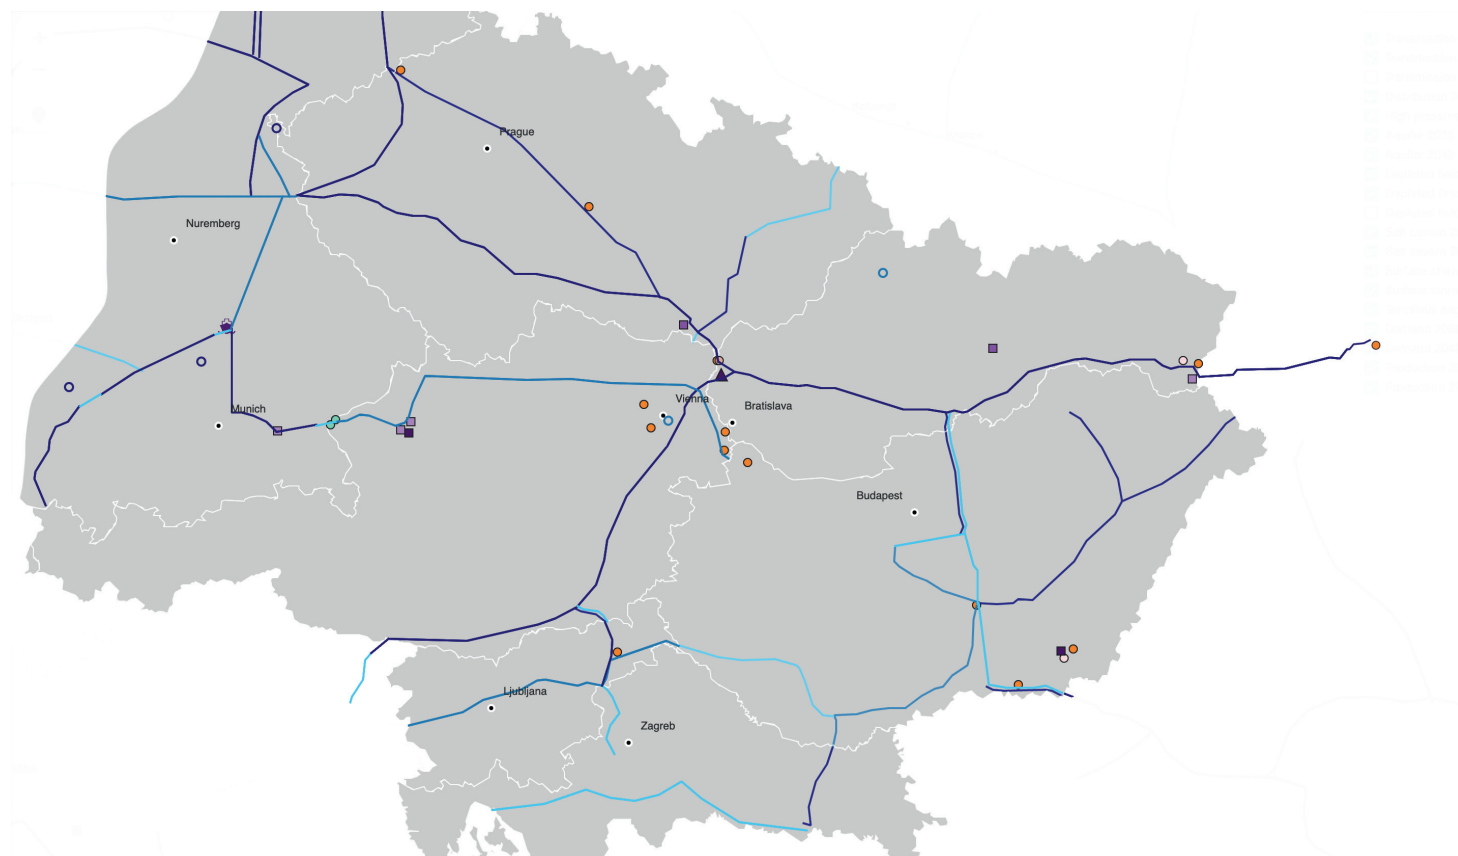 Prague
Nuremberg
Munich
Vienna
Bratislava
Budapest
Ljubljana
Zagreb